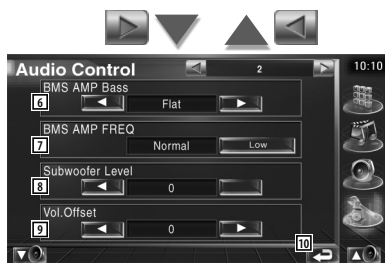 Audio Control 2 10:10
BMS AMP Bass
6 Flat
BMS AMP FREQ
7 Normal Low
Subwoofer Level
8 0
Vol.Offset
9 0
10